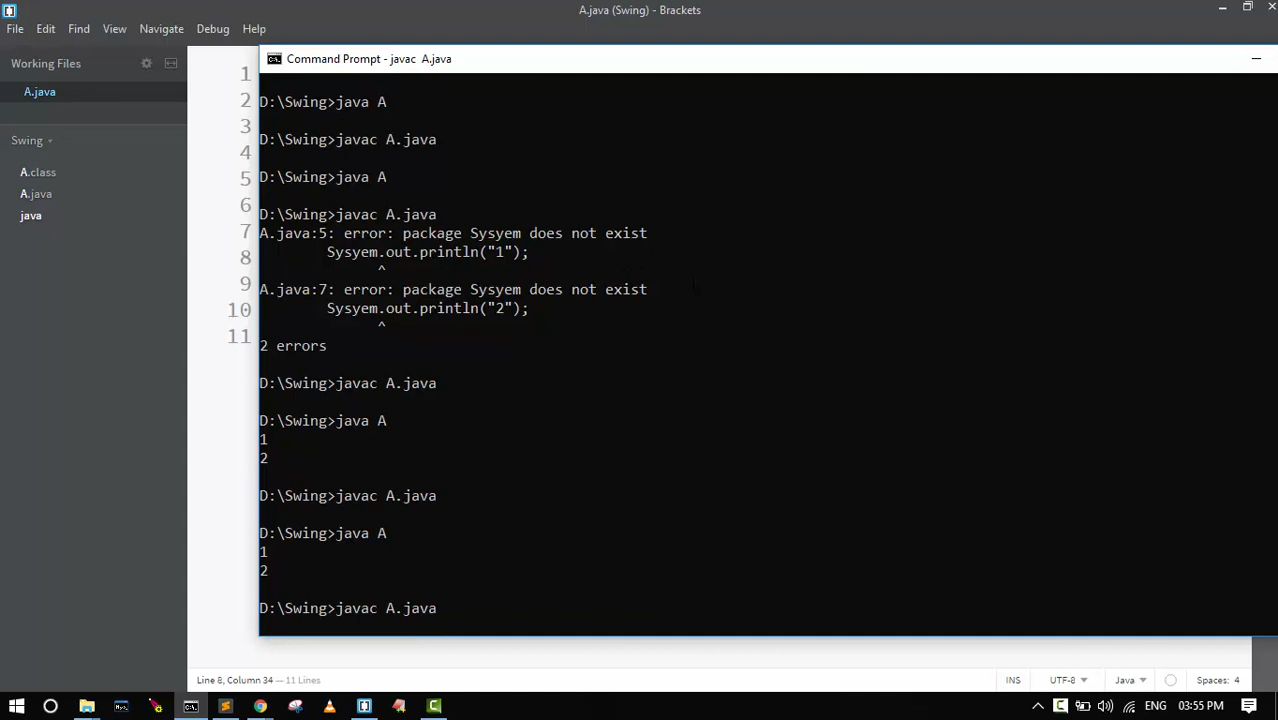 A.java (Swing) - Brackets
File Edit Find View Navigate Debug Help
Working Files
A.java
Swing
A.class
A.java
java
1
2
3
4
5
6
7
8
9
10
11
Command Prompt - javac  A.java
D:\Swing>java A
D:\Swing>javac A.java
D:\Swing>java A
D:\Swing>javac A.java
A.java:5: error: package Sysyem does not exist
Sysyem.out.println("1");
^
A.java:7: error: package Sysyem does not exist
Sysyem.out.println("2");
^
2 errors
D:\Swing>javac A.java
D:\Swing>java A
1
2
D:\Swing>javac A.java
D:\Swing>java A
1
2
D:\Swing>javac A.java
Line 8, Column 34 — 11 Lines
INS UTF-8 Java Spaces: 4
ENG 03:55 PM